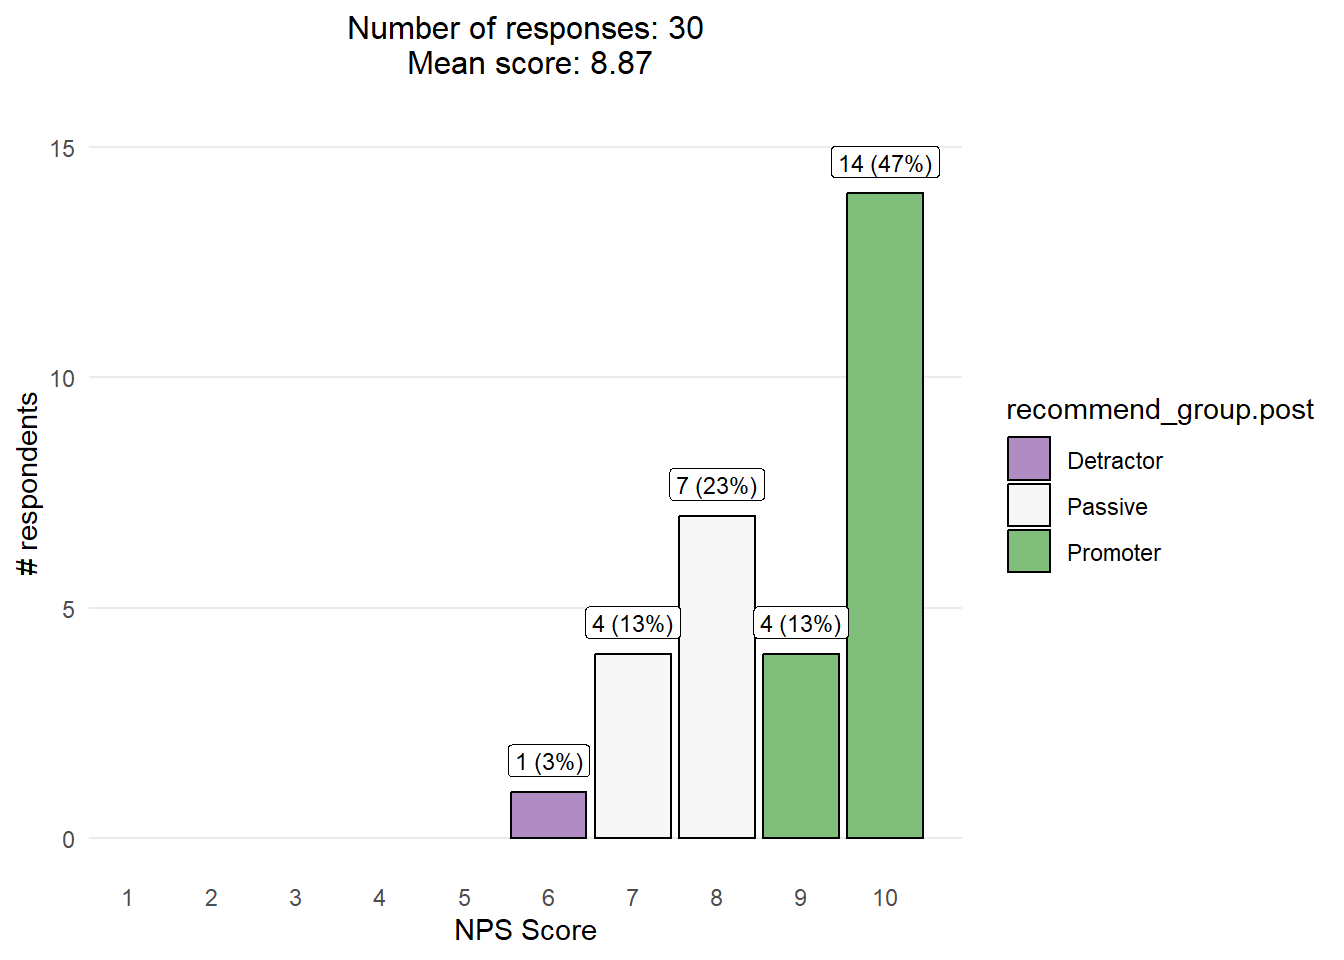 Number of responses: 30
Mean score: 8.87
15
14 (47%)
10
7 (23%)
5
4 (13%)
4 (13%)
1 (3%)
0
# respondents
1 2 3 4 5 6 7 8 9 10
NPS Score
recommend_group.post
Detractor
Passive
Promoter